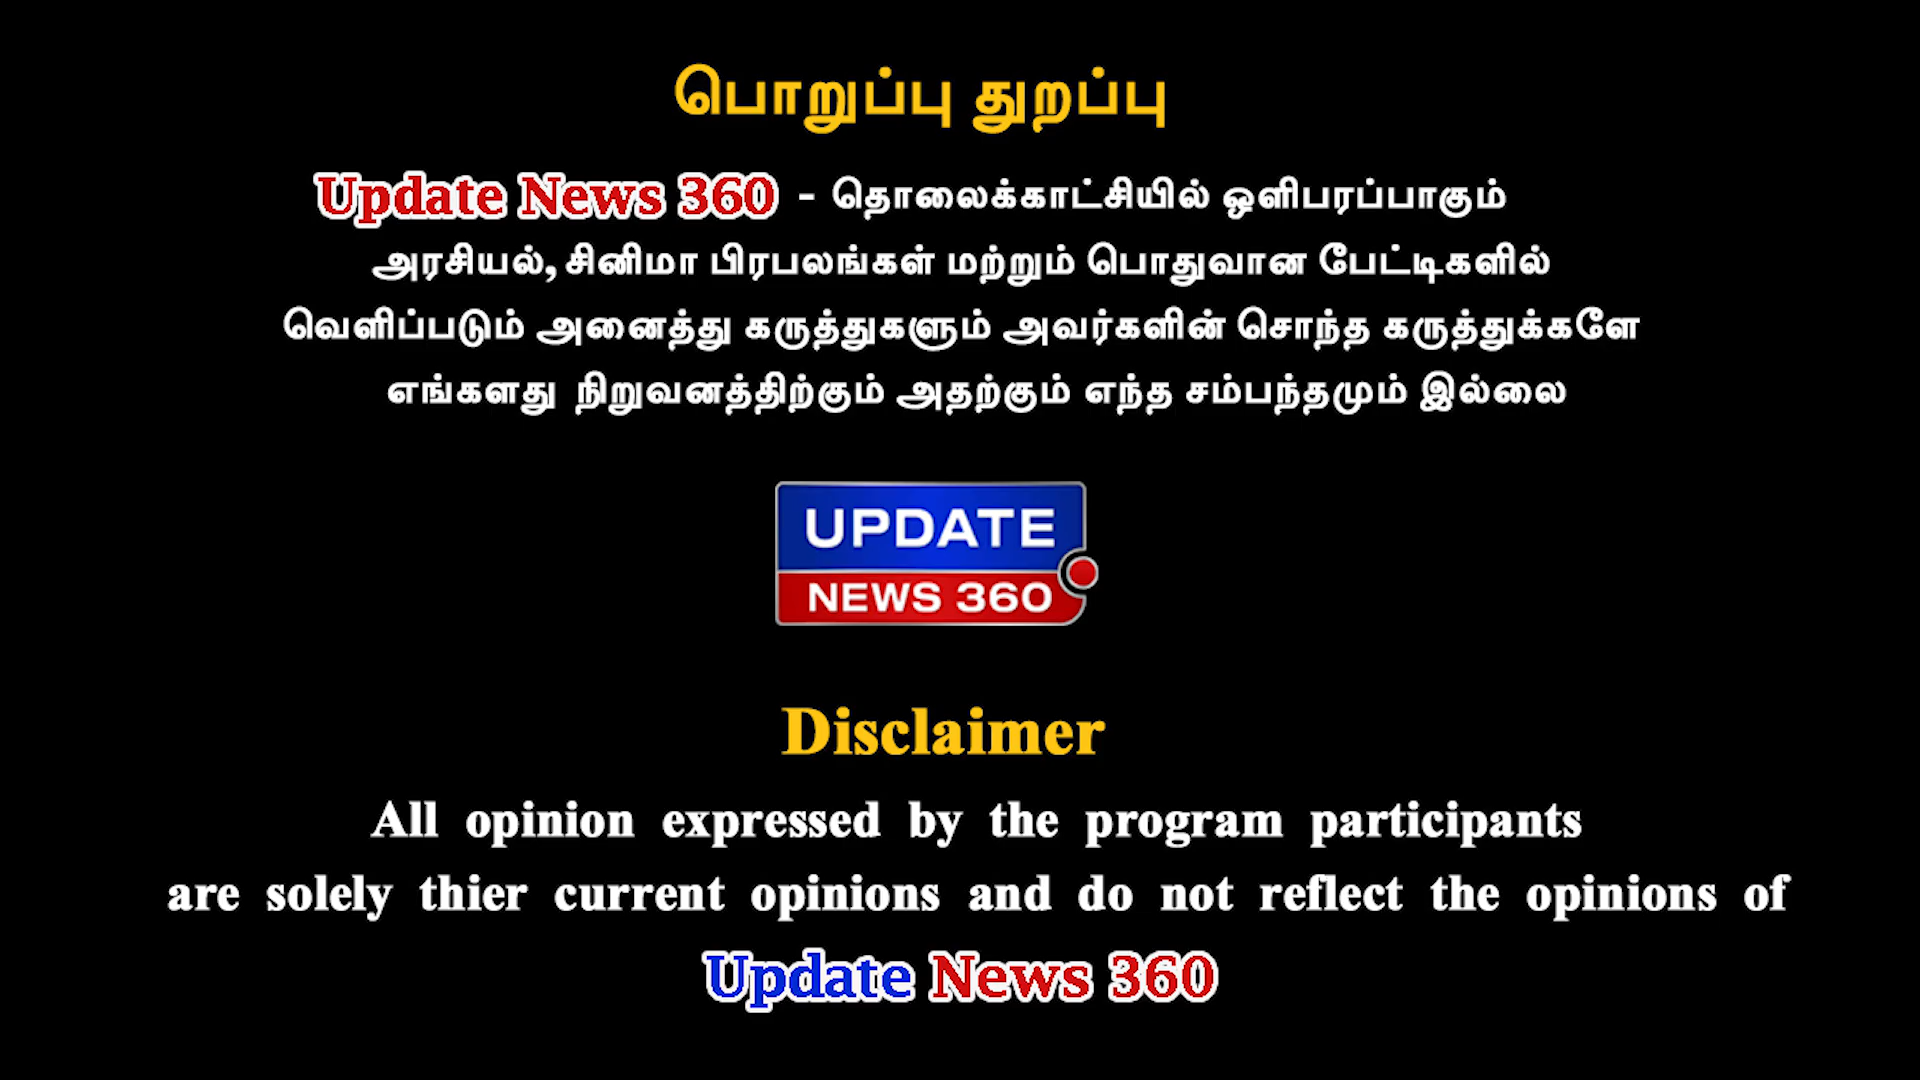 பொறுப்பு துறப்பு
Update News 360 - தொலைக்காட்சியில் ஒளிபரப்பாகும்
அரசியல், சினிமா பிரபலங்கள் மற்றும் பொதுவான பேட்டிகளில்
வெளிப்படும் அனைத்து கருத்துகளும் அவர்களின் சொந்த கருத்துக்களே
எங்களது நிறுவனத்திற்கும் அதற்கும் எந்த சம்பந்தமும் இல்லை
UPDATE
NEWS 360
Disclaimer
All opinion expressed by the program participants
are solely thier current opinions and do not reflect the opinions of
Update News 360